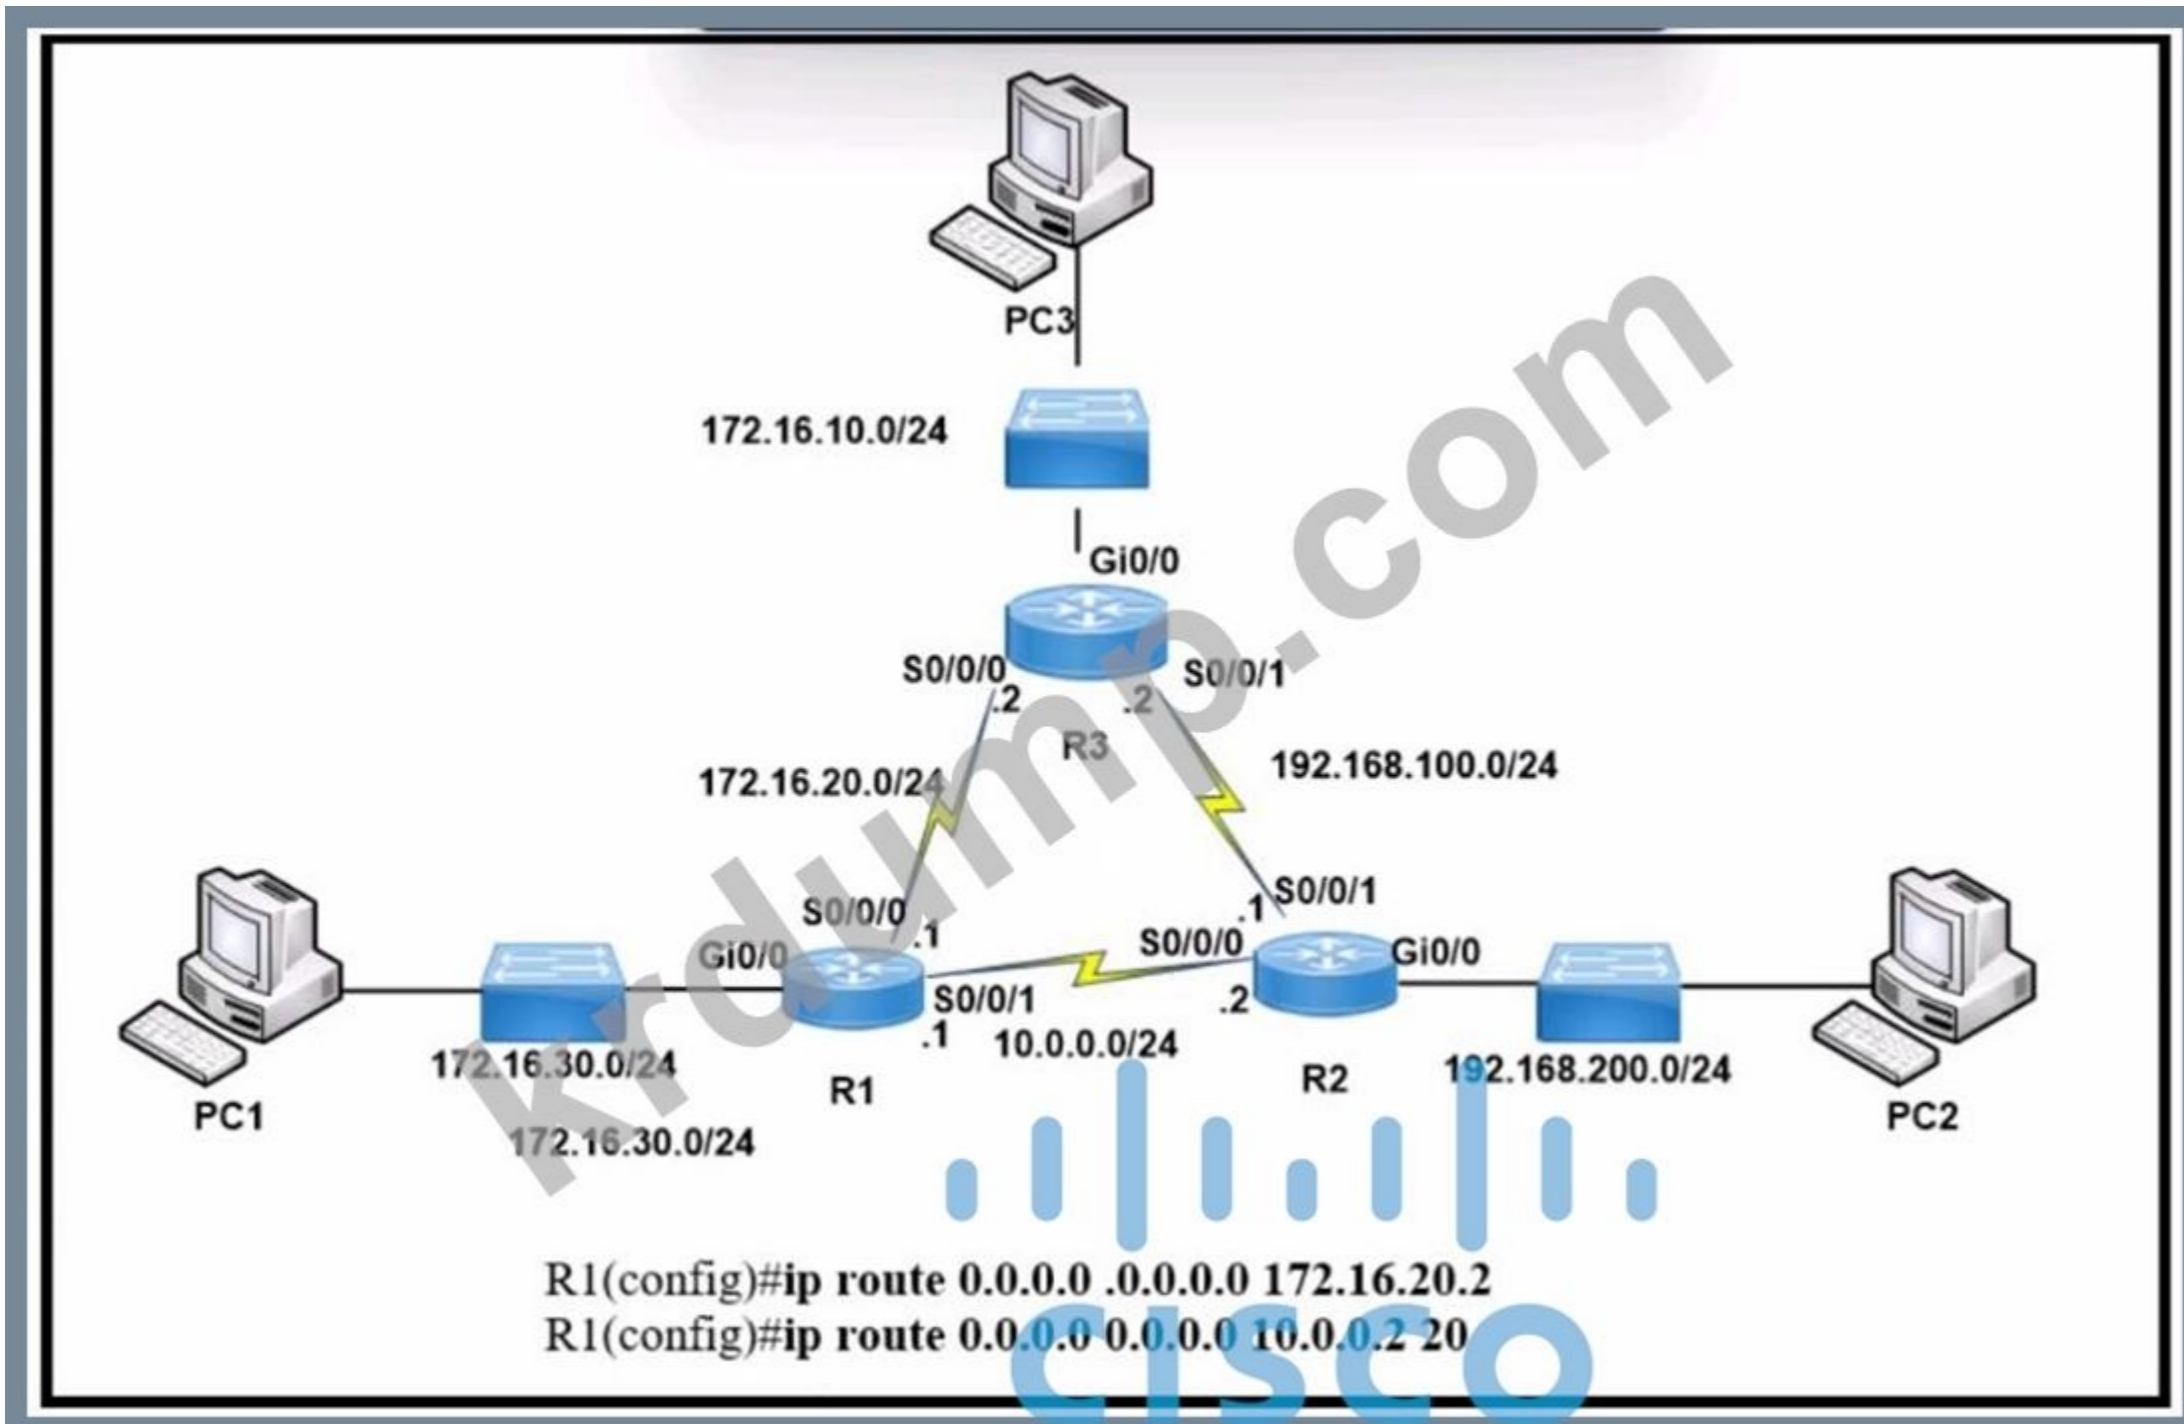 PC3
172.16.10.0/24
Gi0/0
S0/0/0
S0/0/1
.2
.2
R3
172.16.20.0/24
192.168.100.0/24
S0/0/0
.1
S0/0/1
.1
Gi0/0
S0/0/0
Gi0/0
S0/0/1
.1
.2
10.0.0.0/24
172.16.30.0/24
R1
R2
192.168.200.0/24
PC1
PC2
172.16.30.0/24
R1(config)#ip route 0.0.0.0 .0.0.0.0 172.16.20.2
R1(config)#ip route 0.0.0.0 0.0.0.0 10.0.0.2 20
krdump.com
CISCO